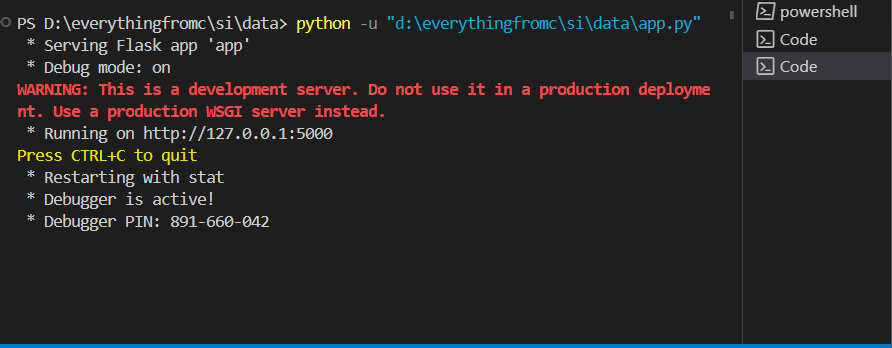 PS D:\everythingfromc\si\data> python -u "d:\everythingfromc\si\data\app.py"
 * Serving Flask app 'app'
 * Debug mode: on
WARNING: This is a development server. Do not use it in a production deployme
nt. Use a production WSGI server instead.
 * Running on http://127.0.0.1:5000
Press CTRL+C to quit
 * Restarting with stat
 * Debugger is active!
 * Debugger PIN: 891-660-042
powershell
Code
Code